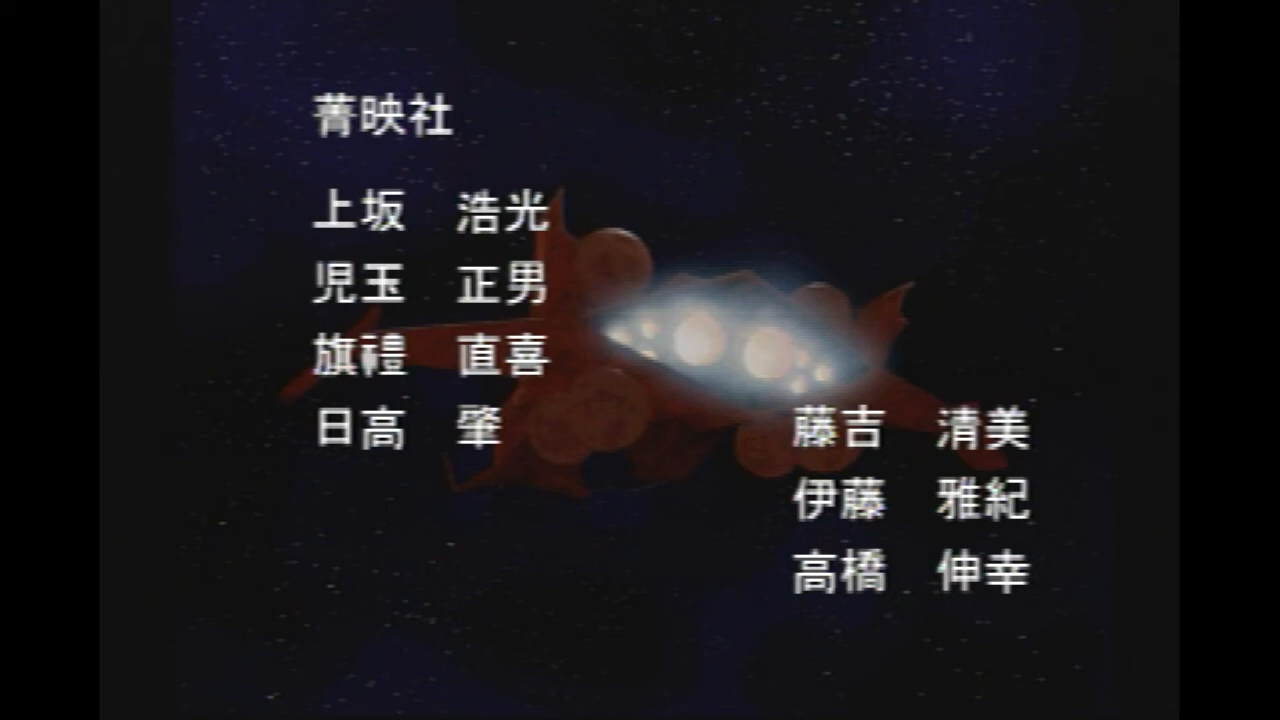 菁映社
上坂　浩光
児玉　正男
旗禮　直喜
日高　肇
藤吉　清美
伊藤　雅紀
高橋　伸幸